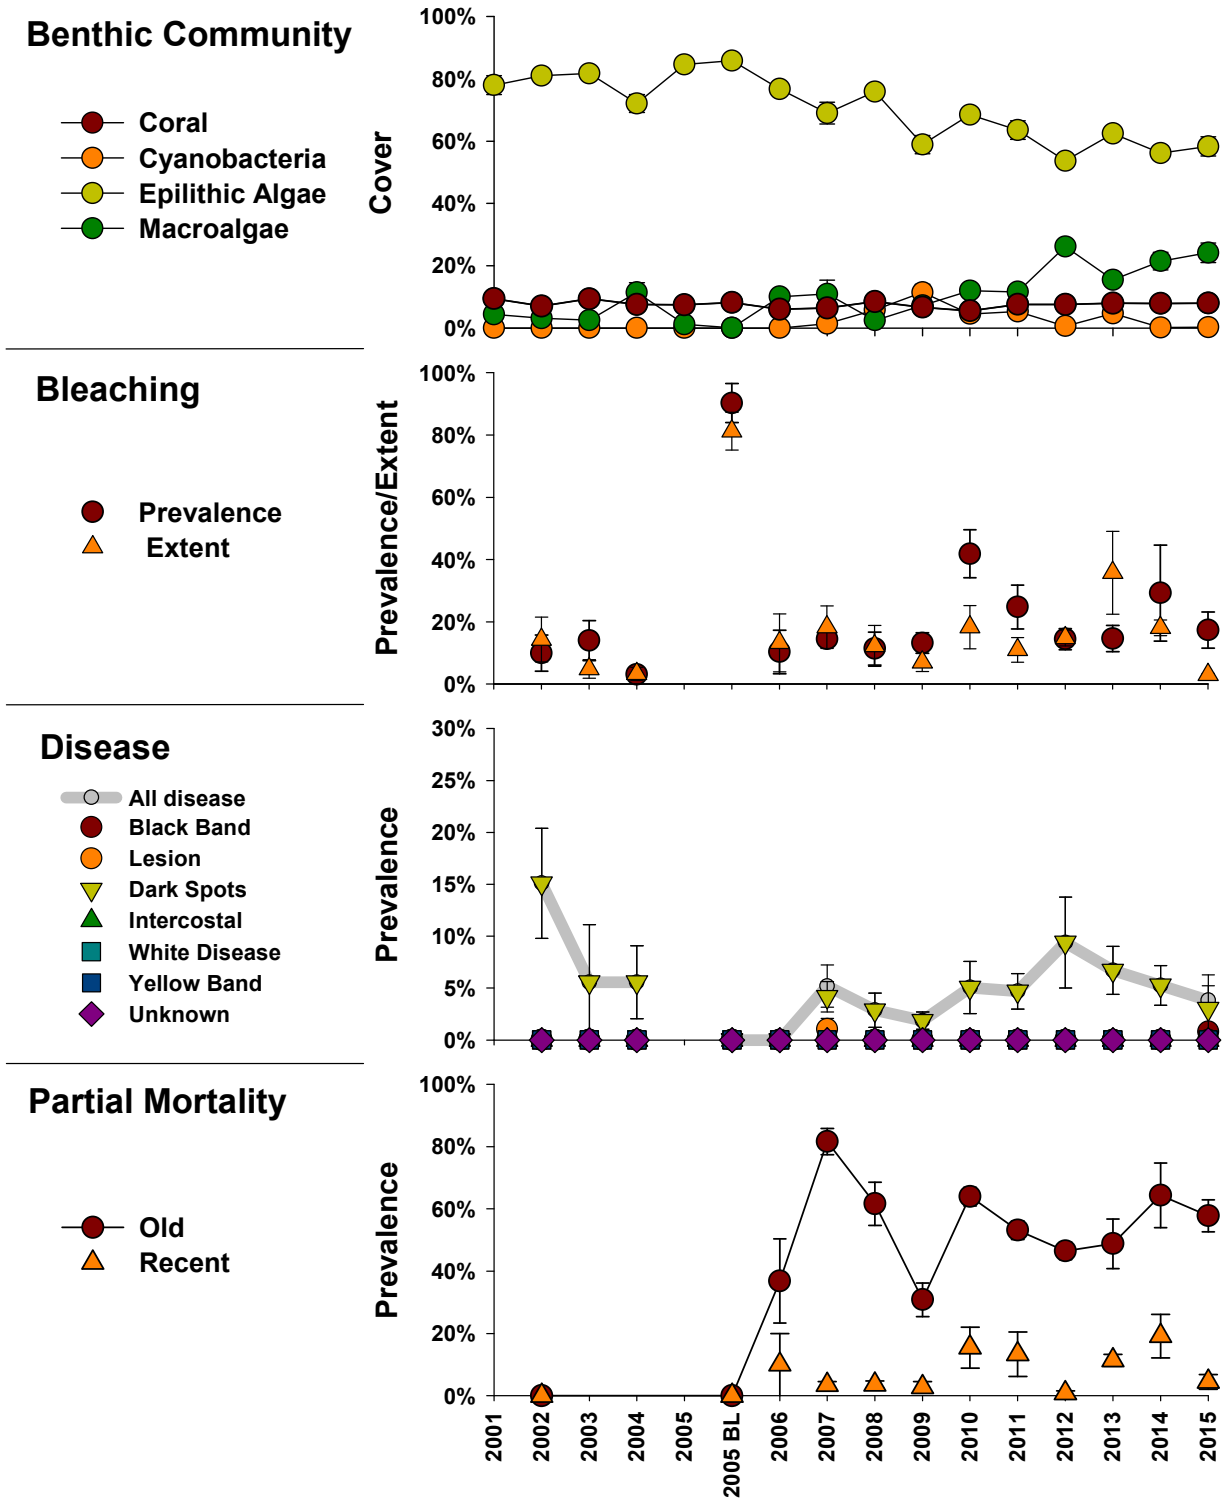 Benthic Community
Coral
Cyanobacteria
Epilithic Algae
Macroalgae
Cover
100%
80%
60%
40%
20%
0%
Bleaching
Prevalence
Extent
Prevalence/Extent
100%
80%
60%
40%
20%
0%
Disease
All disease
Black Band
Lesion
Dark Spots
Intercostal
White Disease
Yellow Band
Unknown
Prevalence
30%
25%
20%
15%
10%
5%
0%
Partial Mortality
Old
Recent
Prevalence
100%
80%
60%
40%
20%
0%
2001
2002
2003
2004
2005
2005 BL
2006
2007
2008
2009
2010
2011
2012
2013
2014
2015